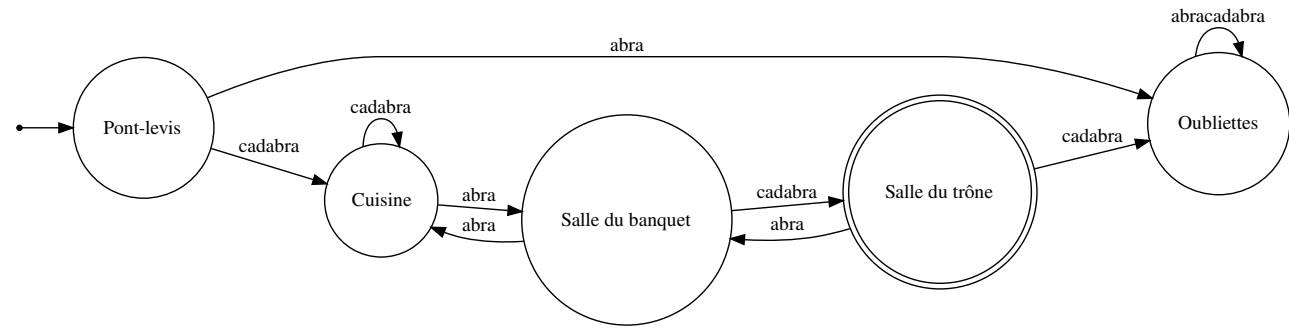 abracadabra
abra
Pont-levis
Oubliettes
cadabra
cadabra
cadabra
cadabra
Cuisine
abra
abra
Salle du banquet
Salle du trône
abra